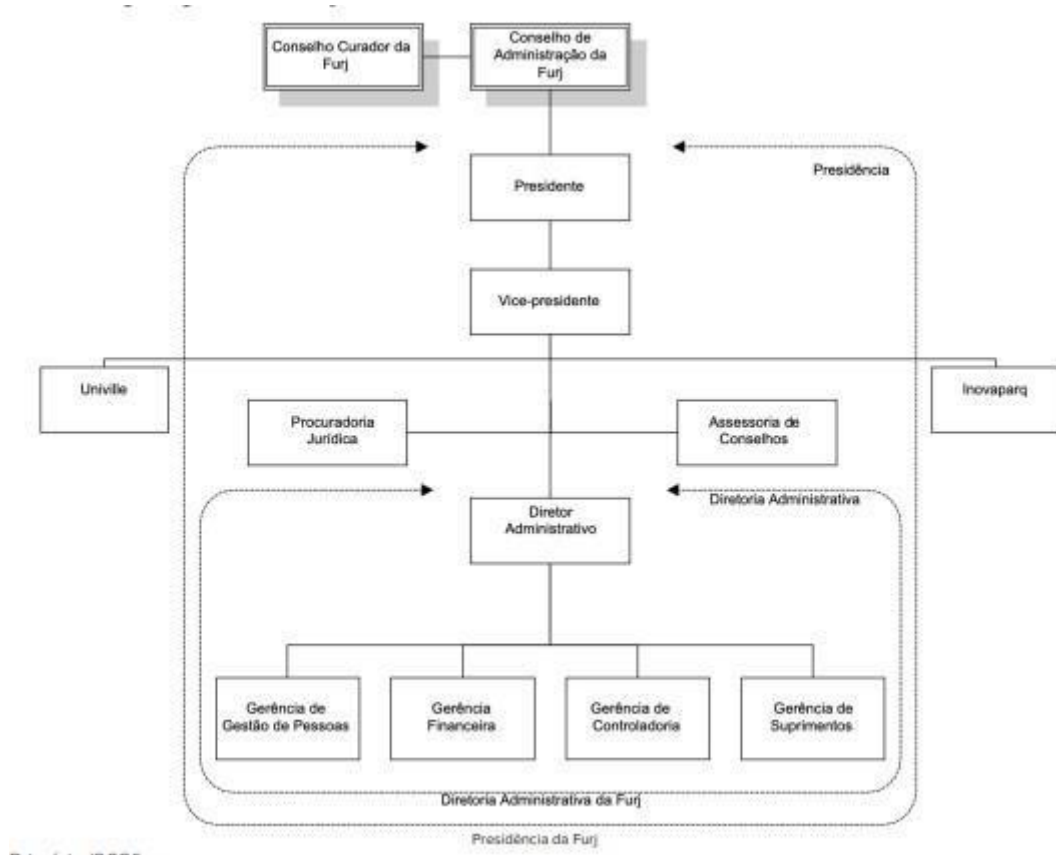 Conselho Curador da
Furj
Conselho de
Administração da
Furj
Presidência
Presidente
Vice-presidente
Univille
Inovaparq
Procuradoria
Jurídica
Assessoria de
Conselhos
Diretoria Administrativa
Diretor
Administrativo
Gerência de
Gestão de Pessoas
Gerência
Financeira
Gerência de
Controladoria
Gerência de
Suprimentos
Diretoria Administrativa da Furj
Presidência da Furj